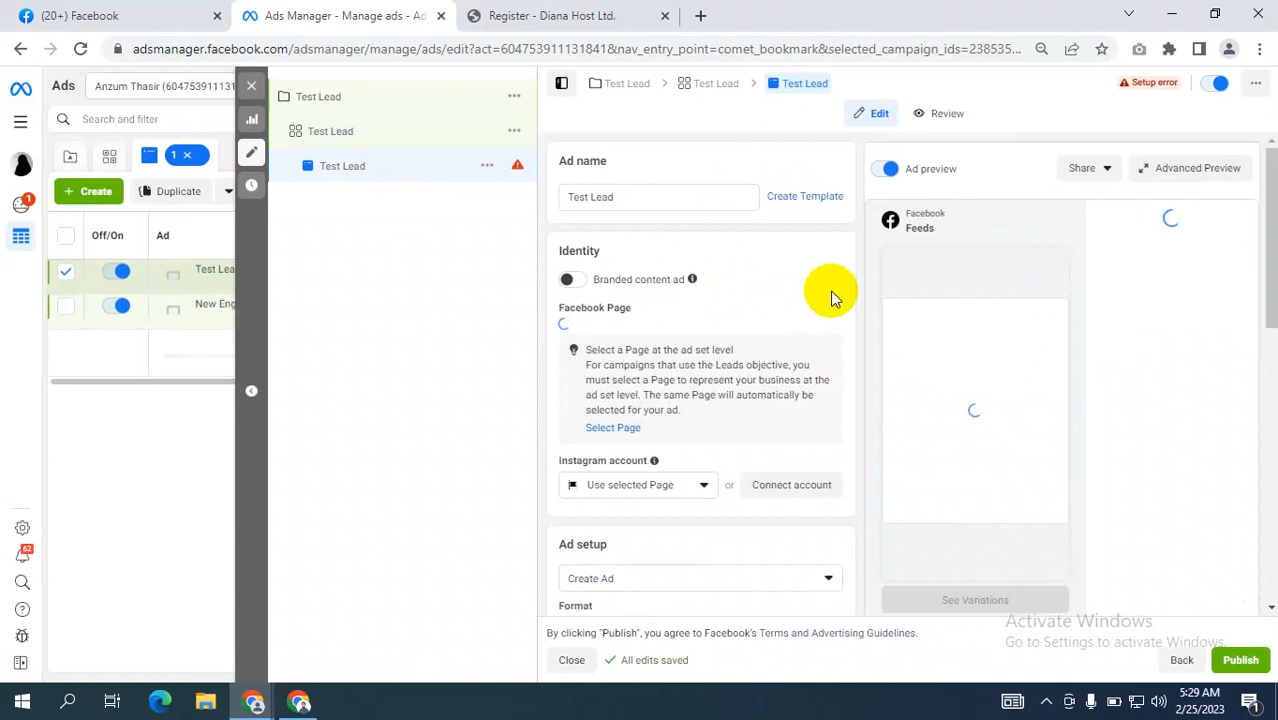 (20+) Facebook
Ads Manager - Manage ads - Ad
Register - Diana Host Ltd.
adsmanager.facebook.com/adsmanager/manage/ads/edit?act=604753911131841&nav_entry_point=comet_bookmark&selected_campaign_ids=238535...
Ads
Anzum Thasir (604753911131
Search and filter
1
Create
Duplicate
Off/On
Ad
Test Lea
New Eng
Test Lead
Test Lead
Test Lead
Test Lead
Test Lead
Test Lead
Setup error
Edit
Review
Ad name
Test Lead
Create Template
Identity
Branded content ad
Facebook Page
Select a Page at the ad set level
For campaigns that use the Leads objective, you
must select a Page to represent your business at the
ad set level. The same Page will automatically be
selected for your ad.
Select Page
Instagram account
Use selected Page
or
Connect account
Ad setup
Create Ad
Format
Ad preview
Share
Advanced Preview
Facebook
Feeds
See Variations
1
62
Activate Windows
Go to Settings to activate Windows.
By clicking "Publish", you agree to Facebook's Terms and Advertising Guidelines.
Close
All edits saved
Back
Publish
5:29 AM
2/25/2023
1